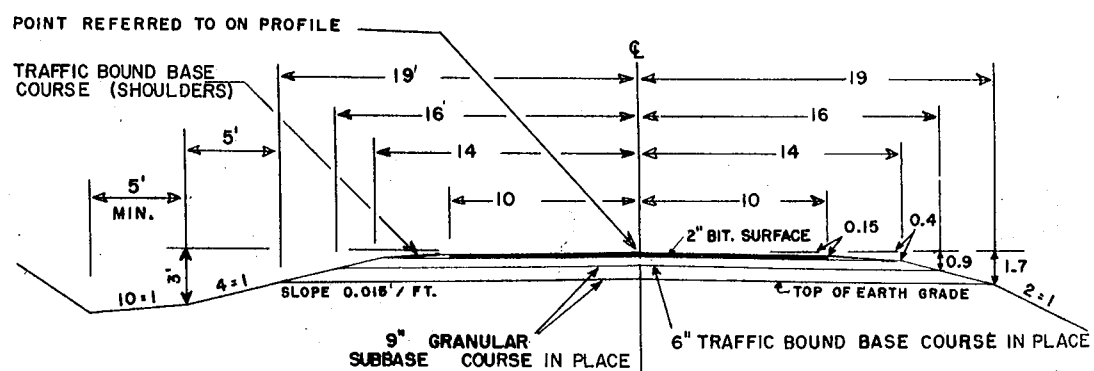 POINT REFERRED TO ON PROFILE
℄
TRAFFIC BOUND BASE
COURSE (SHOULDERS)
19'
19
16'
16
5'
14
14
5'
MIN.
10
10
2" BIT. SURFACE
0.15
0.4
3'
0.9
1.7
10=1
4=1
SLOPE 0.015' / FT.
TOP OF EARTH GRADE
2=1
9" GRANULAR
SUBBASE COURSE IN PLACE
6" TRAFFIC BOUND BASE COURSE IN PLACE